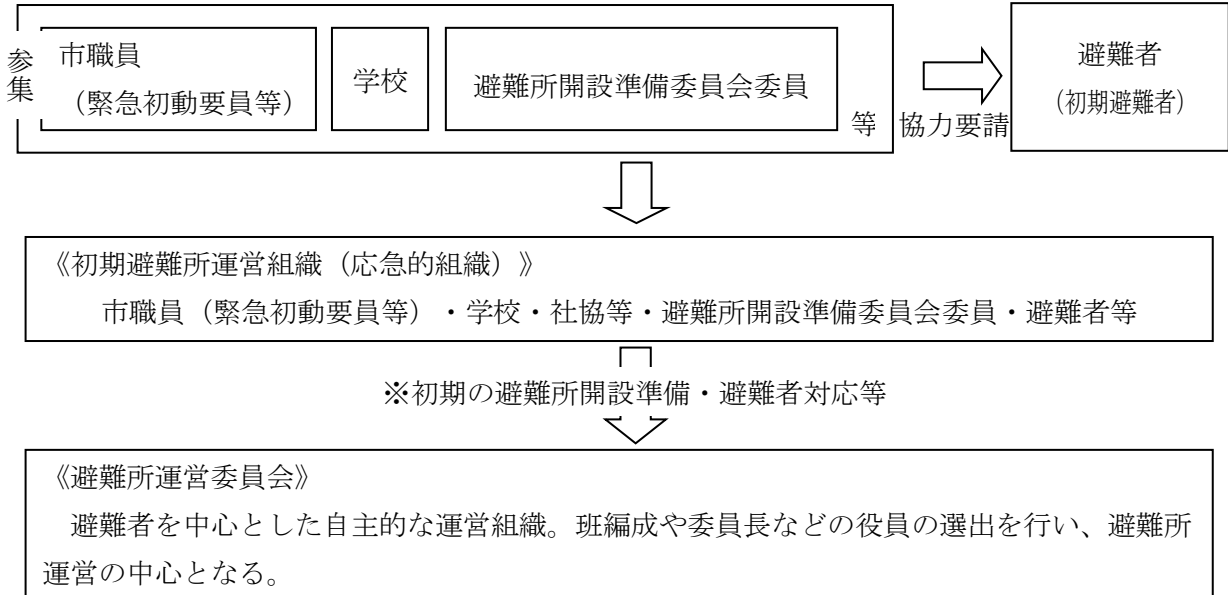 参集
市職員
（緊急初動要員等）
学校
避難所開設準備委員会委員
等
協力要請
避難者
（初期避難者）
《初期避難所運営組織（応急的組織）》
市職員（緊急初動要員等）・学校・社協等・避難所開設準備委員会委員・避難者等
※初期の避難所開設準備・避難者対応等
《避難所運営委員会》
避難者を中心とした自主的な運営組織。班編成や委員長などの役員の選出を行い、避難所
運営の中心となる。